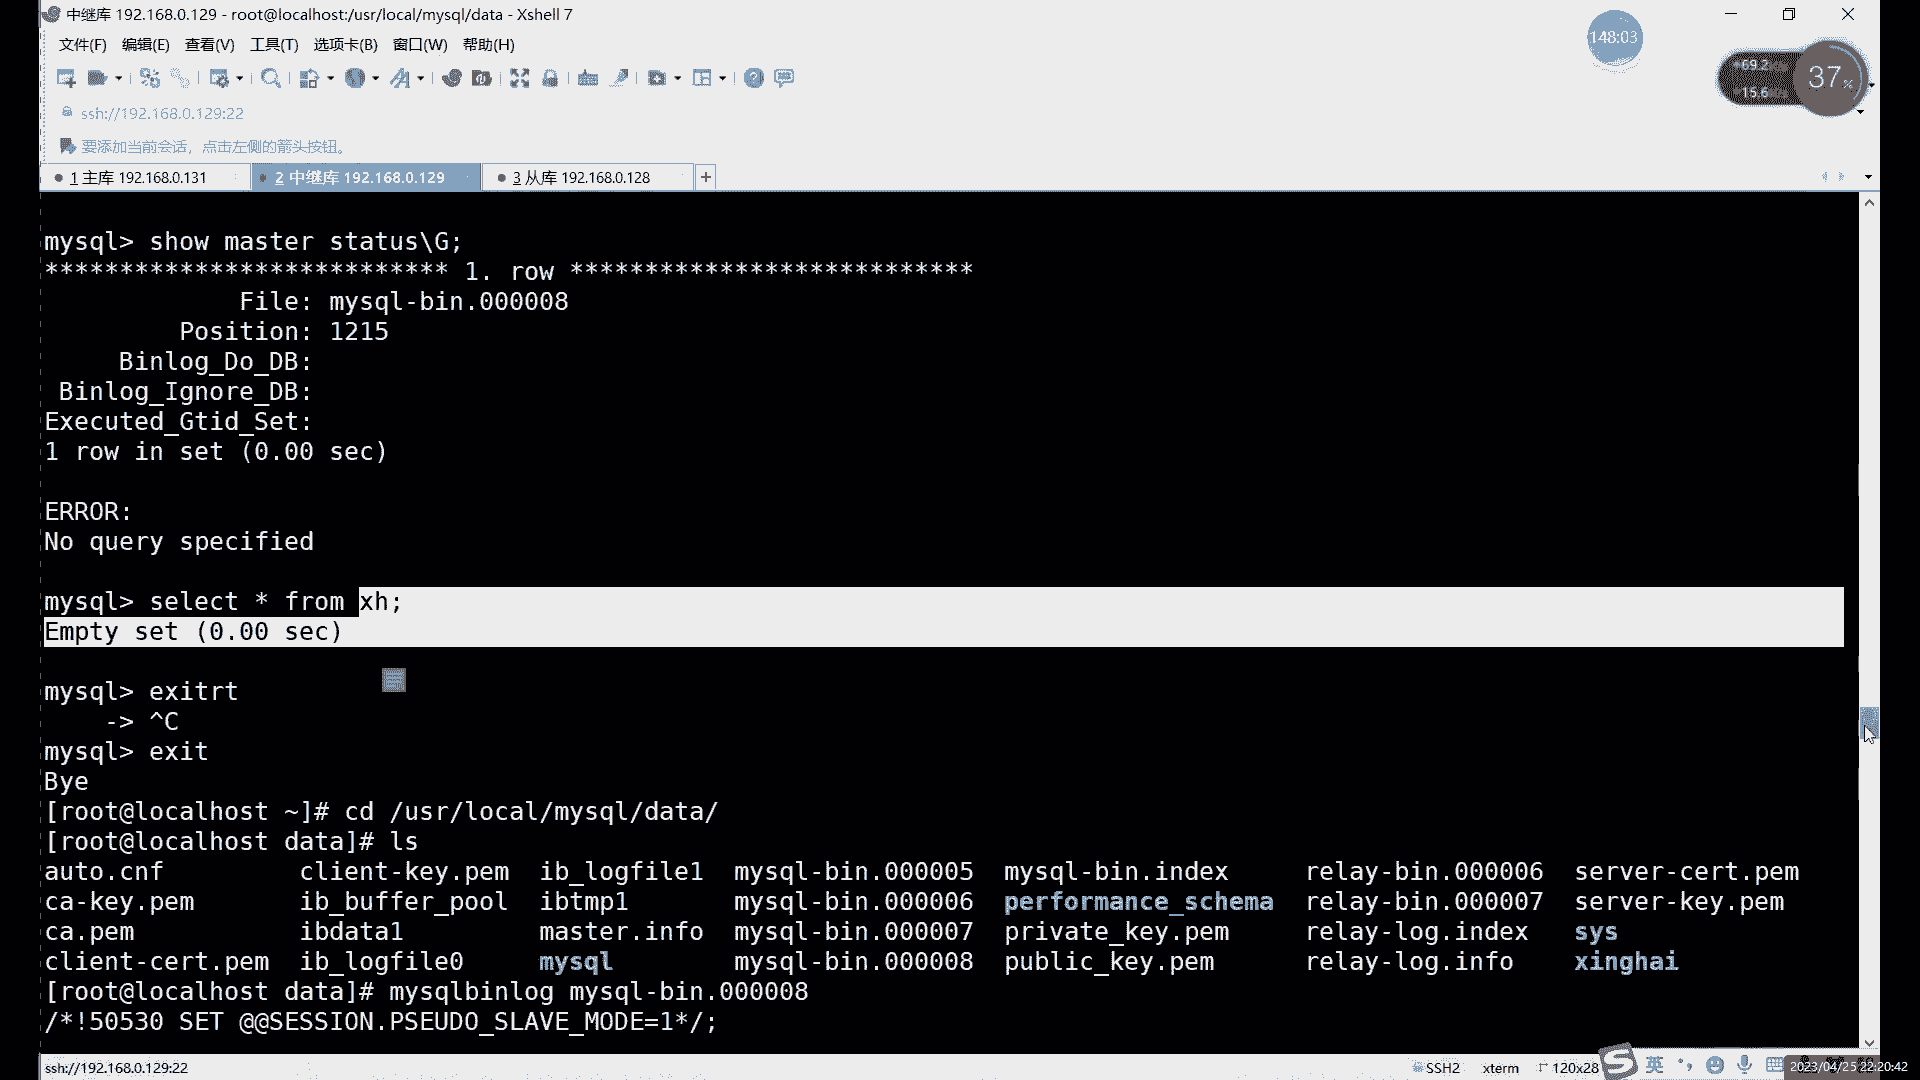 中继库 192.168.0.129 - root@localhost:/usr/local/mysql/data - Xshell 7
文件(F) 编辑(E) 查看(V) 工具(T) 选项卡(B) 窗口(W) 帮助(H)
148:03
+69.2
15.6
37%
ssh://192.168.0.129:22
要添加当前会话，点击左侧的箭头按钮。
1 主库 192.168.0.131
2 中继库 192.168.0.129
3 从库 192.168.0.128
mysql> show master status\G;
*************************** 1. row ***************************
File: mysql-bin.000008
Position: 1215
Binlog_Do_DB:
Binlog_Ignore_DB:
Executed_Gtid_Set:
1 row in set (0.00 sec)
ERROR:
No query specified
mysql> select * from xh;
Empty set (0.00 sec)
mysql> exitrt
-> ^C
mysql> exit
Bye
[root@localhost ~]# cd /usr/local/mysql/data/
[root@localhost data]# ls
auto.cnf client-key.pem ib_logfile1 mysql-bin.000005 mysql-bin.index relay-bin.000006 server-cert.pem
ca-key.pem ib_buffer_pool ibtmp1 mysql-bin.000006 performance_schema relay-bin.000007 server-key.pem
ca.pem ibdata1 master.info mysql-bin.000007 private_key.pem relay-log.index sys
client-cert.pem ib_logfile0 mysql mysql-bin.000008 public_key.pem relay-log.info xinghai
[root@localhost data]# mysqlbinlog mysql-bin.000008
/*!50530 SET @@SESSION.PSEUDO_SLAVE_MODE=1*/;
ssh://192.168.0.129:22
SSH2 xterm 120x28
英
2023/04/25 22:20:42